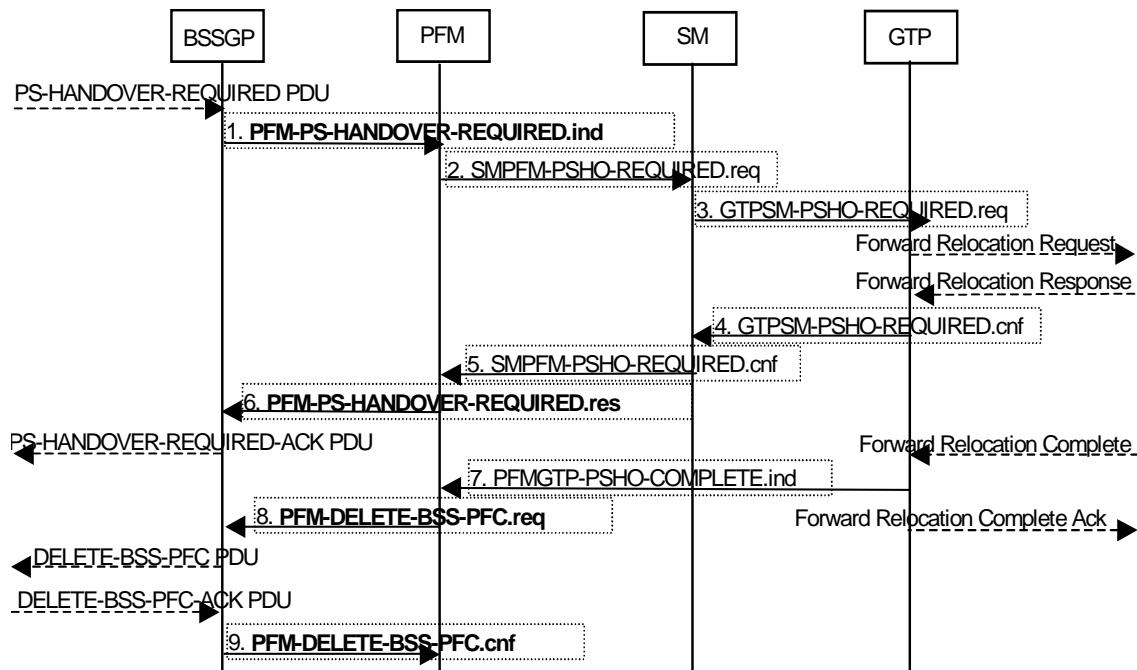 BSSGP PFM SM GTP
PS-HANDOVER-REQUIRED PDU
1. PFM-PS-HANDOVER-REQUIRED.ind
2. SMPFM-PSHO-REQUIRED.req
3. GTPSM-PSHO-REQUIRED.req
Forward Relocation Request
Forward Relocation Response
4. GTPSM-PSHO-REQUIRED.cnf
5. SMPFM-PSHO-REQUIRED.cnf
6. PFM-PS-HANDOVER-REQUIRED.res
PS-HANDOVER-REQUIRED-ACK PDU
Forward Relocation Complete
7. PFMGTP-PSHO-COMPLETE.ind
8. PFM-DELETE-BSS-PFC.req
Forward Relocation Complete Ack
DELETE-BSS-PFC PDU
DELETE-BSS-PFC-ACK PDU
9. PFM-DELETE-BSS-PFC.cnf